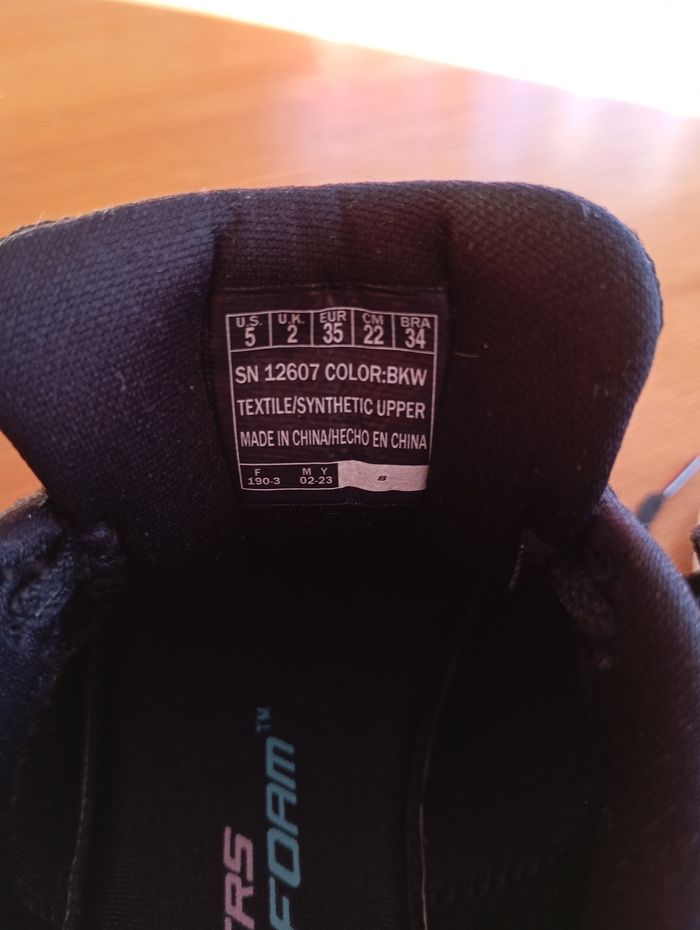 U.S. U.K. EUR CM BRA
5 2 35 22 34
SN 12607 COLOR:BKW
TEXTILE/SYNTHETIC UPPER
MADE IN CHINA/HECHO EN CHINA
F M Y
190-3 02-23 S
FOAM™